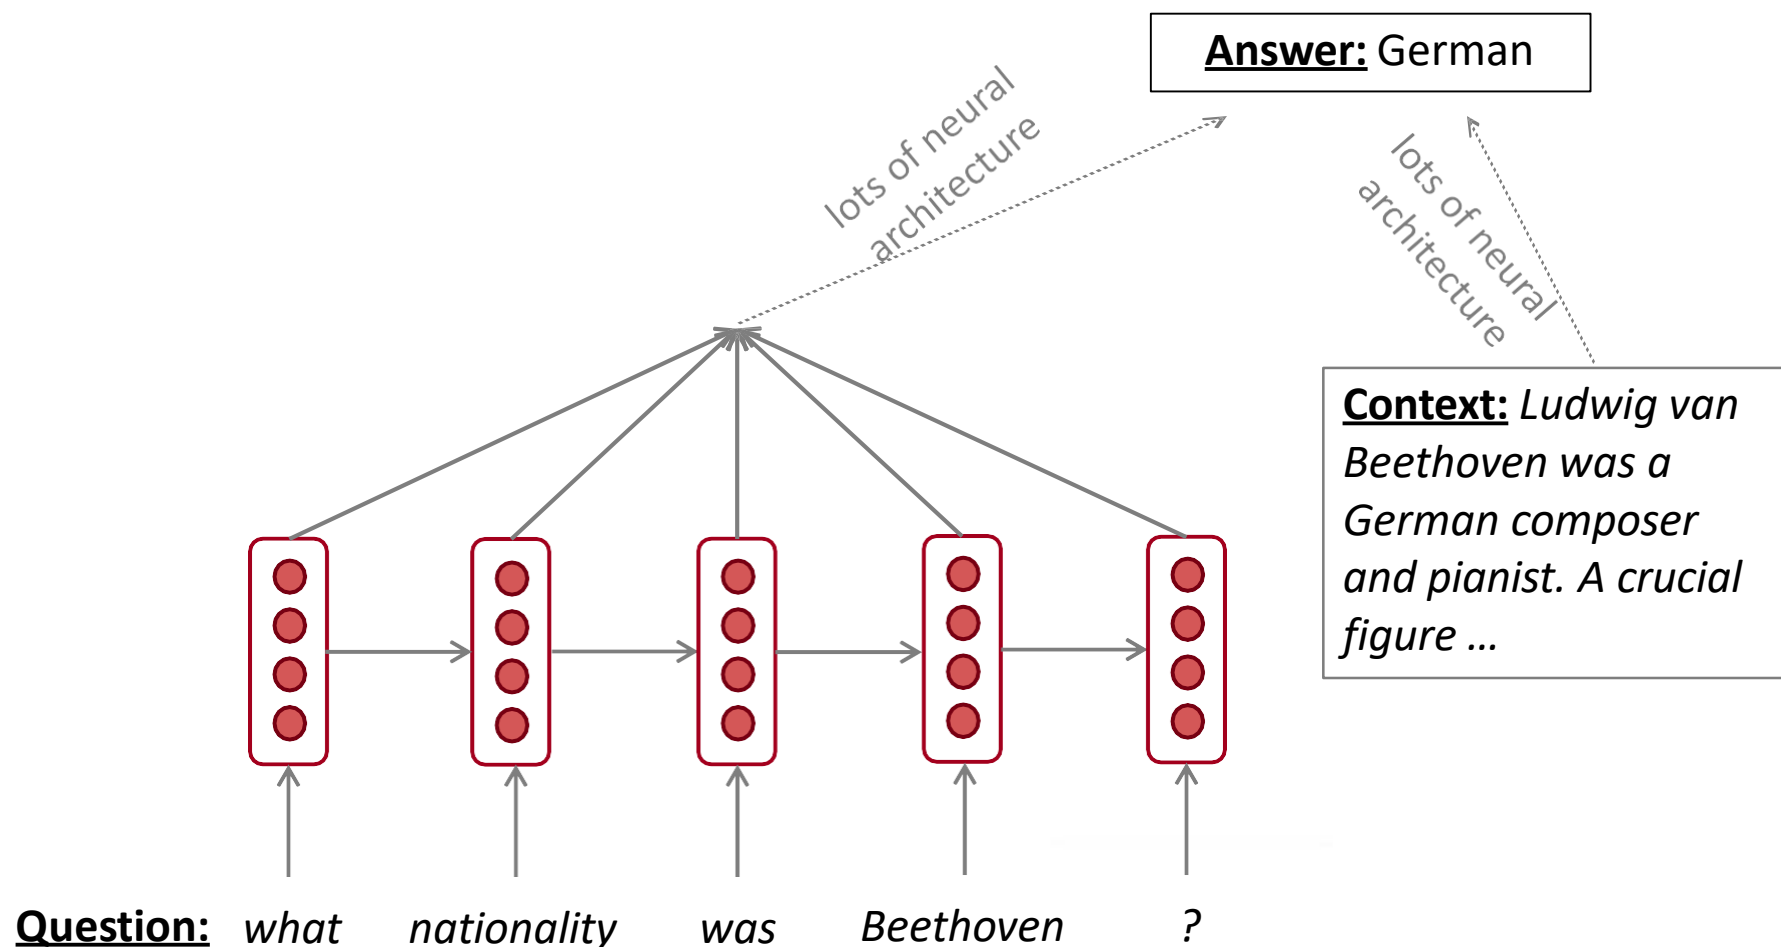 Answer: German
lots of neural
architecture
lots of neural
architecture
Context: Ludwig van
Beethoven was a
German composer
and pianist. A crucial
figure ...
Question: what nationality was Beethoven ?